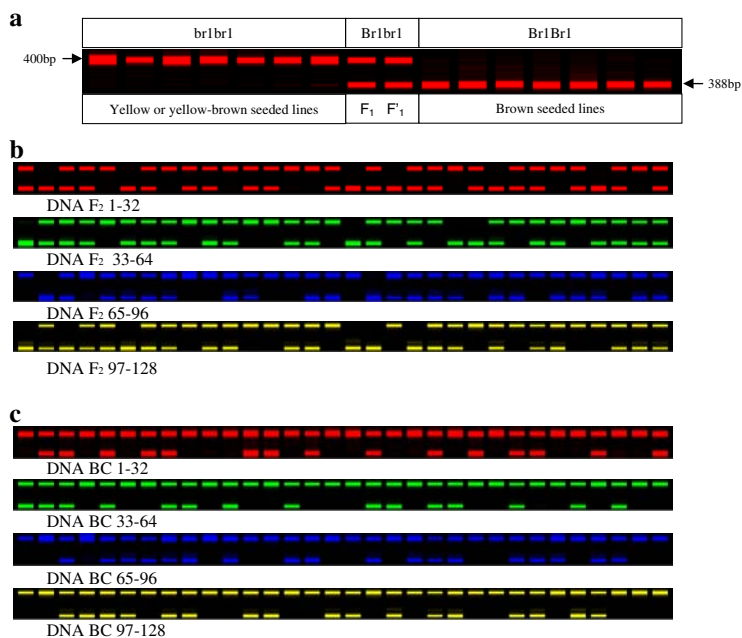 a
br1br1 Br1br1 Br1Br1
400bp 388bp
Yellow or yellow-brown seeded lines F1 F'1 Brown seeded lines
b
DNA F2 1-32
DNA F2 33-64
DNA F2 65-96
DNA F2 97-128
c
DNA BC 1-32
DNA BC 33-64
DNA BC 65-96
DNA BC 97-128